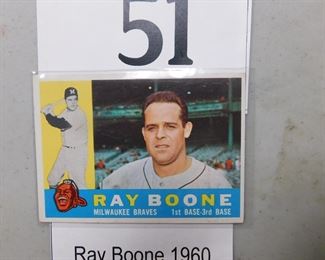 51
M
RAY BOONE
MILWAUKEE BRAVES 1st BASE-3rd BASE
Ray Boone 1960